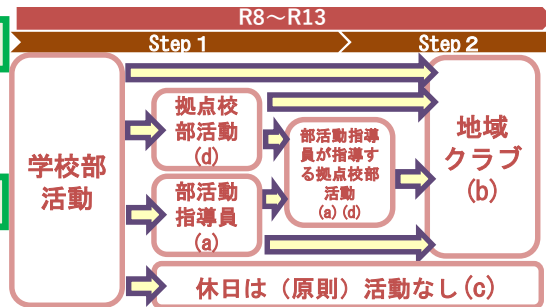 R8～R13
Step 1
Step 2
学校部
活動
拠点校
部活動
(d)
部活動
指導員
(a)
部活動指導
員が指導す
る拠点校部
活動
(a)(d)
地域
クラブ
(b)
休日は（原則）活動なし(c)